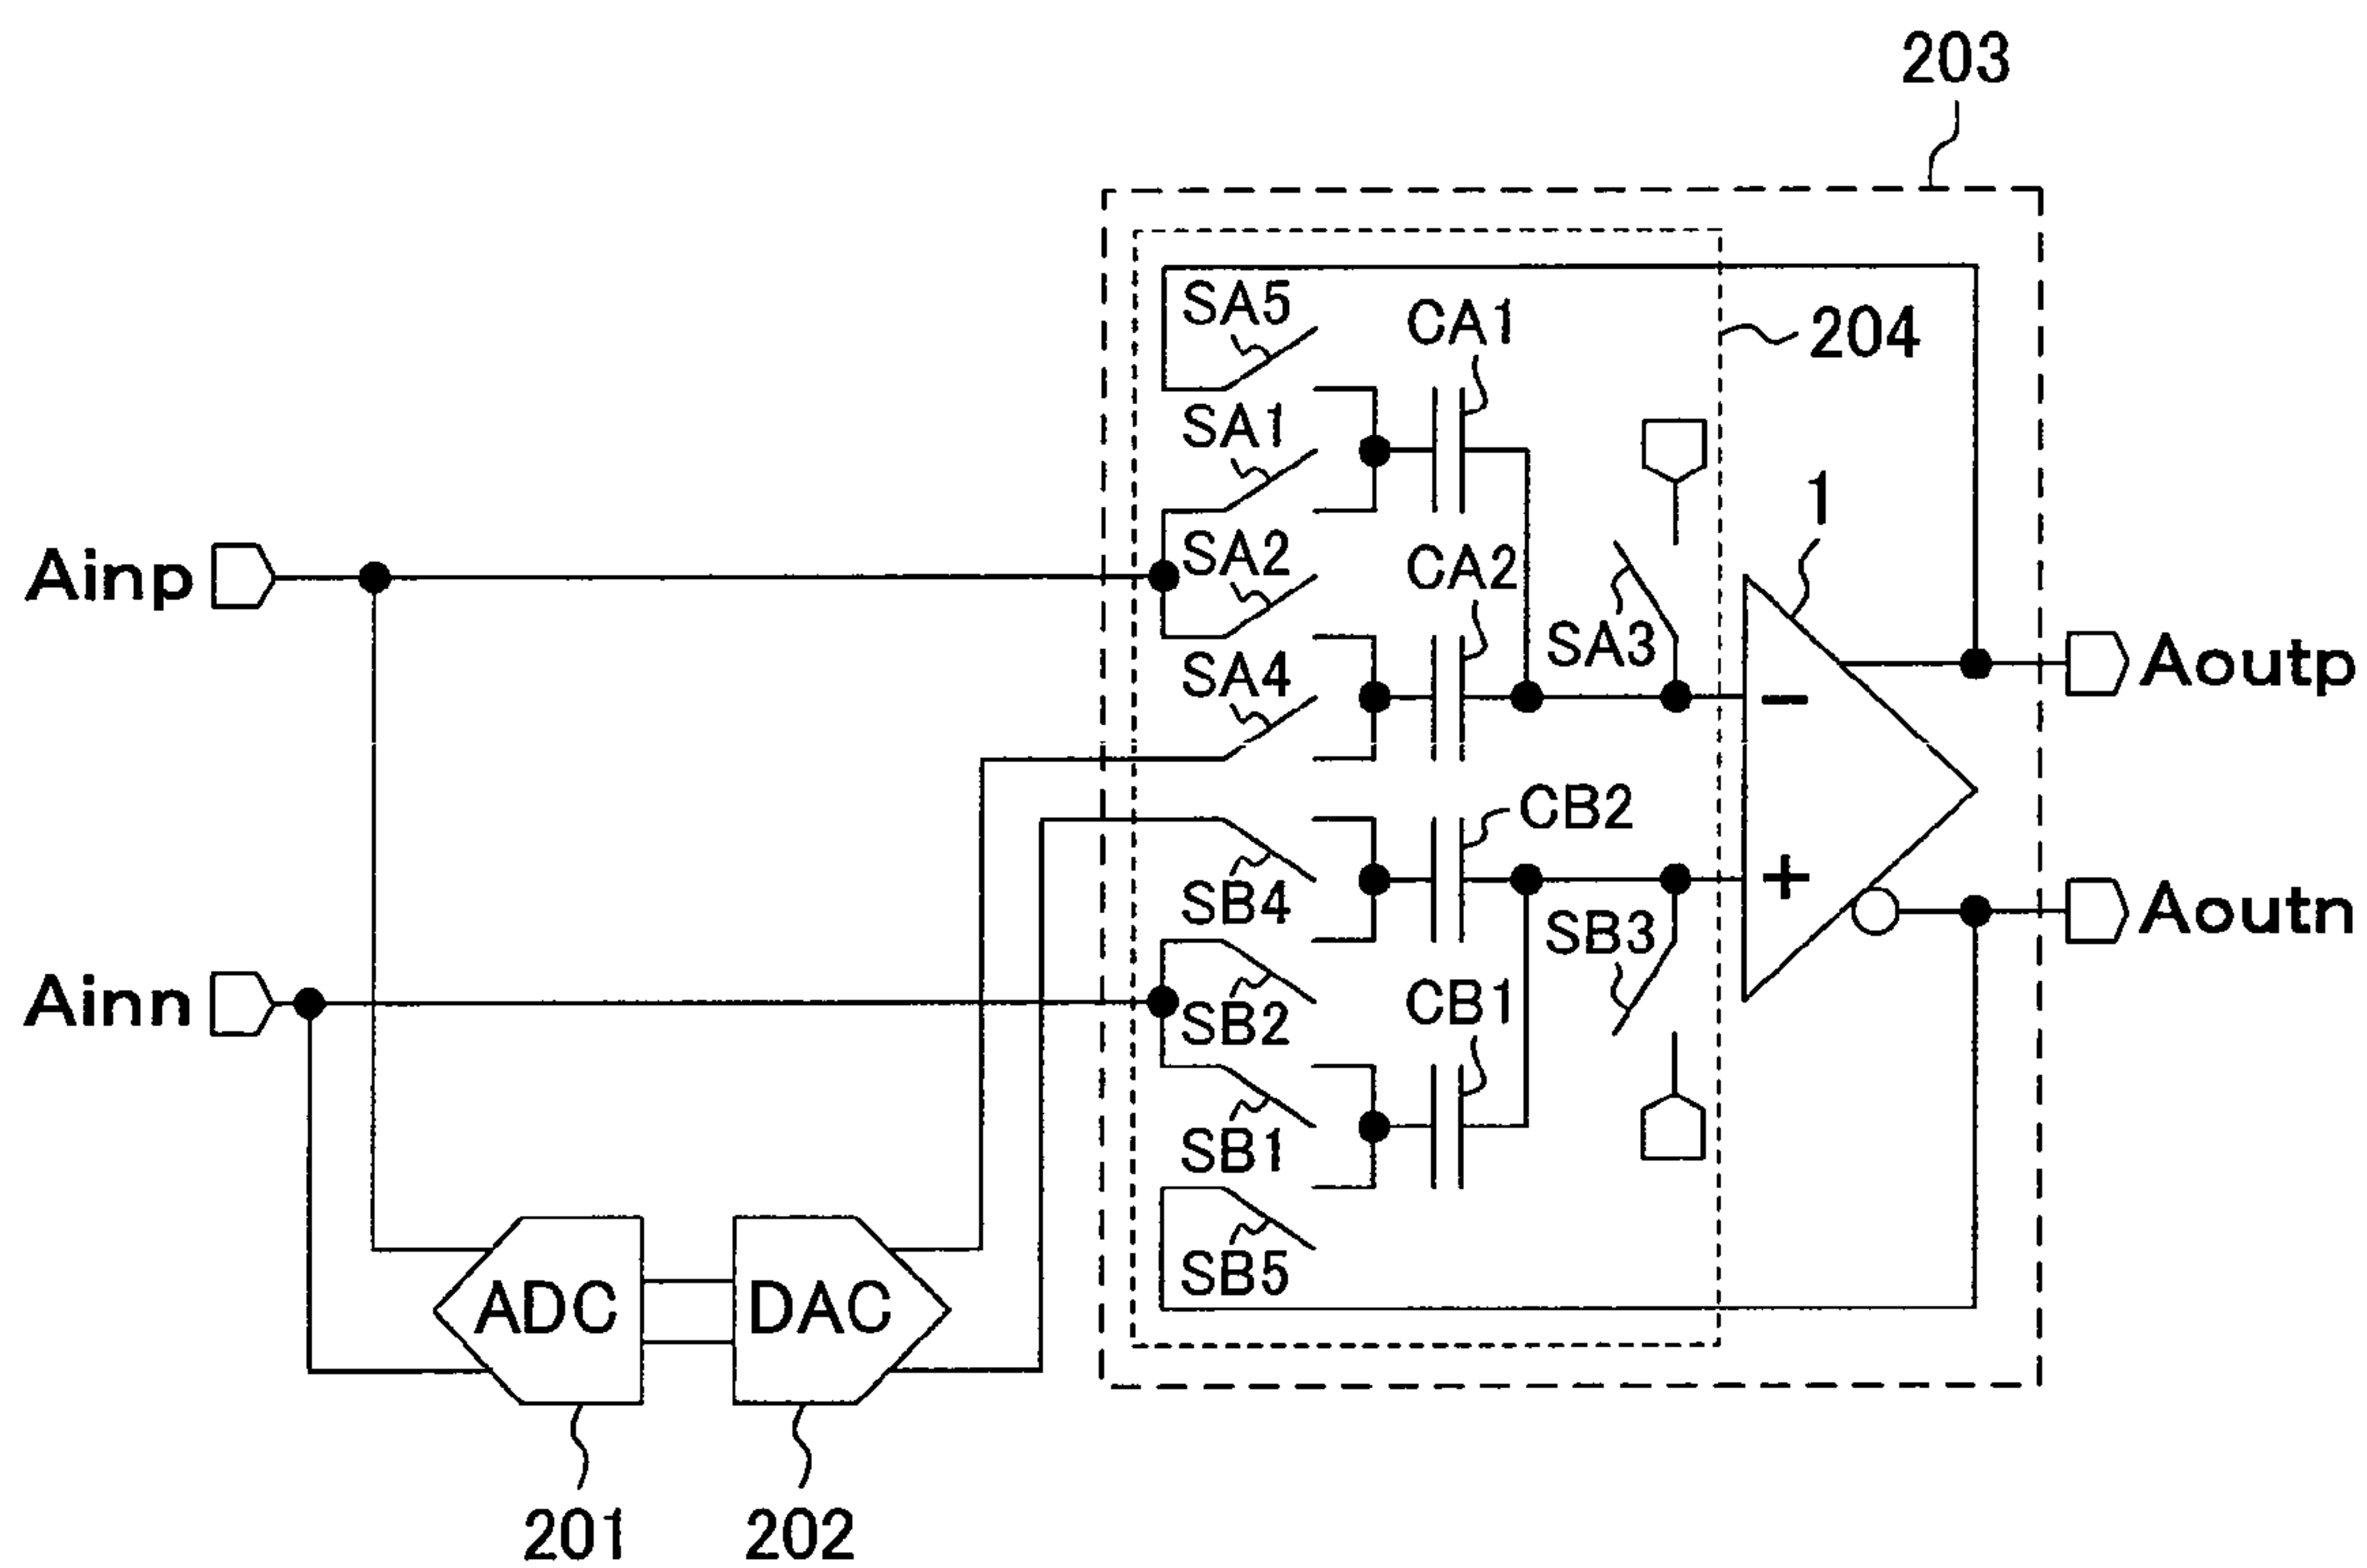 203
SA5
CA1
204
SA1
1
Ainp
SA2
CA2
SA3
Aoutp
SA4
−
CB2
+
SB4
SB3
Aoutn
Ainn
SB2
CB1
SB1
SB5
ADC
DAC
201
202